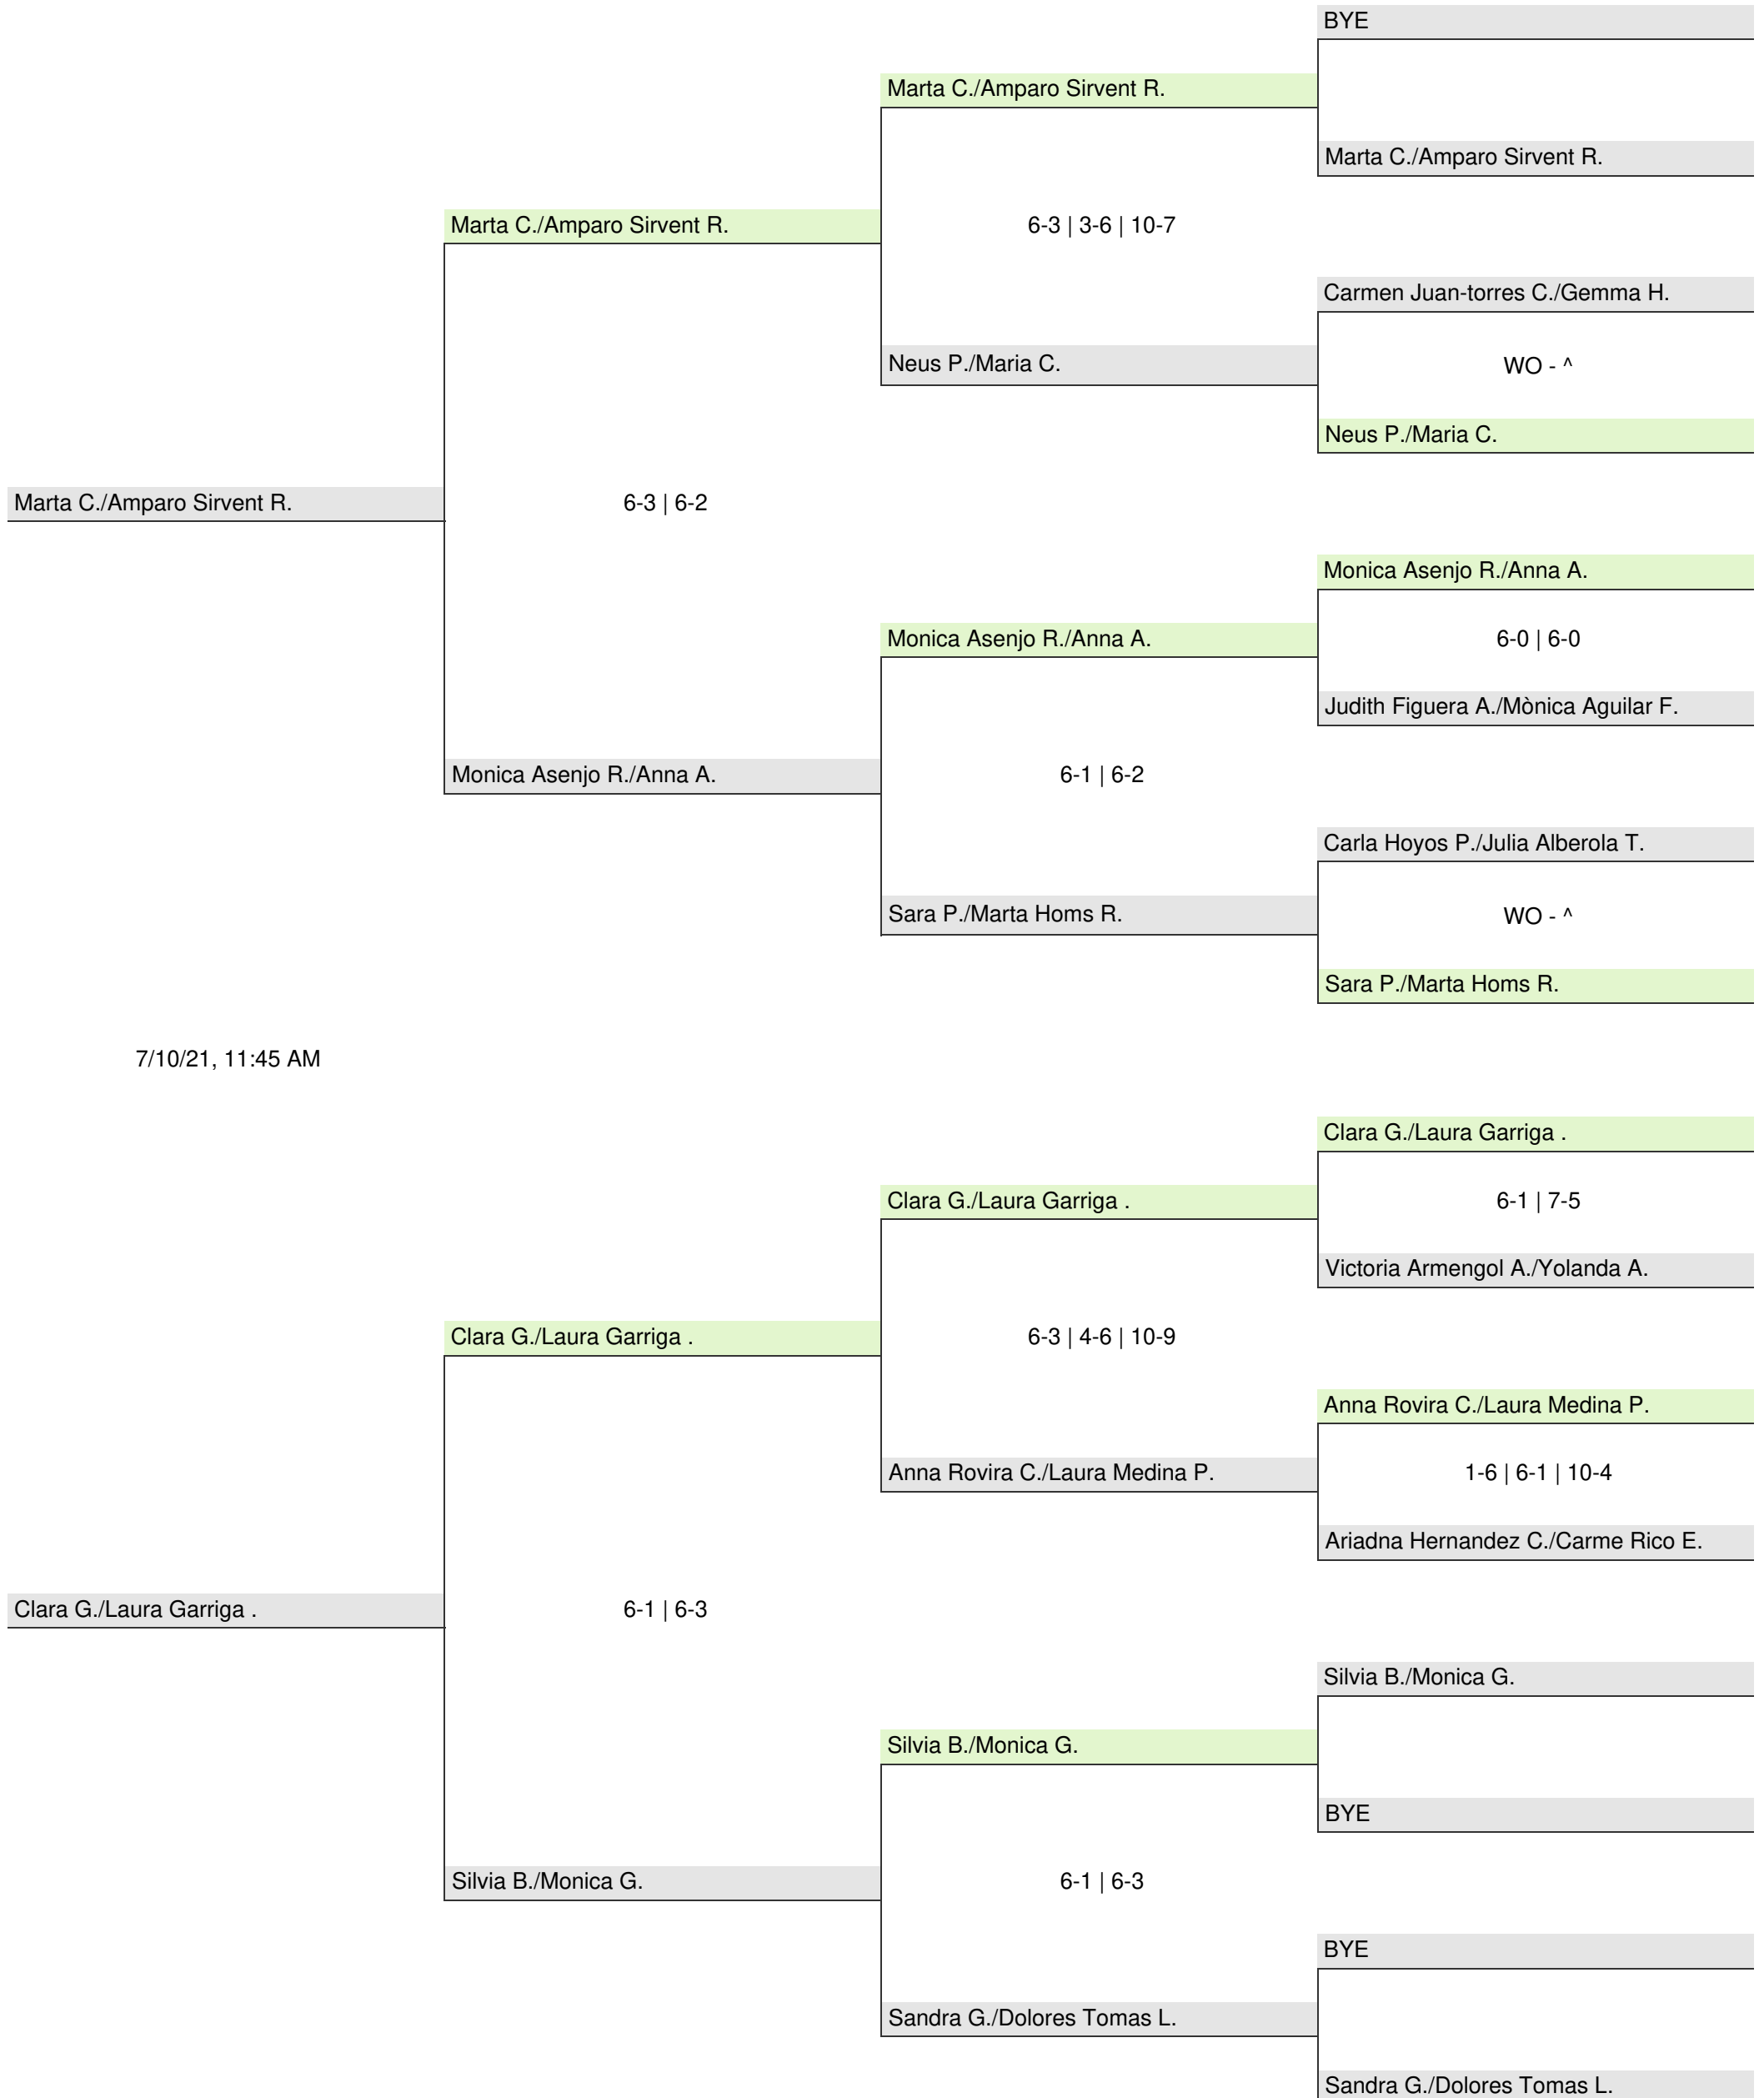 BYE
Marta C./Amparo Sirvent R.
Marta C./Amparo Sirvent R.
Marta C./Amparo Sirvent R.
6-3 | 3-6 | 10-7
Carmen Juan-torres C./Gemma H.
Neus P./Maria C.
WO - ^
Neus P./Maria C.
Marta C./Amparo Sirvent R.
6-3 | 6-2
Monica Asenjo R./Anna A.
Monica Asenjo R./Anna A.
6-0 | 6-0
Judith Figuera A./Mònica Aguilar F.
Monica Asenjo R./Anna A.
6-1 | 6-2
Carla Hoyos P./Julia Alberola T.
Sara P./Marta Homs R.
WO - ^
Sara P./Marta Homs R.
7/10/21, 11:45 AM
Clara G./Laura Garriga .
Clara G./Laura Garriga .
6-1 | 7-5
Victoria Armengol A./Yolanda A.
Clara G./Laura Garriga .
6-3 | 4-6 | 10-9
Anna Rovira C./Laura Medina P.
Anna Rovira C./Laura Medina P.
1-6 | 6-1 | 10-4
Ariadna Hernandez C./Carme Rico E.
Clara G./Laura Garriga .
6-1 | 6-3
Silvia B./Monica G.
Silvia B./Monica G.
BYE
Silvia B./Monica G.
6-1 | 6-3
BYE
Sandra G./Dolores Tomas L.
Sandra G./Dolores Tomas L.